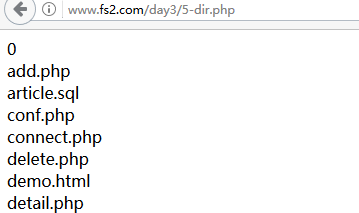 www.fs2.com/day3/5-dir.php
0
add.php
article.sql
conf.php
connect.php
delete.php
demo.html
detail.php